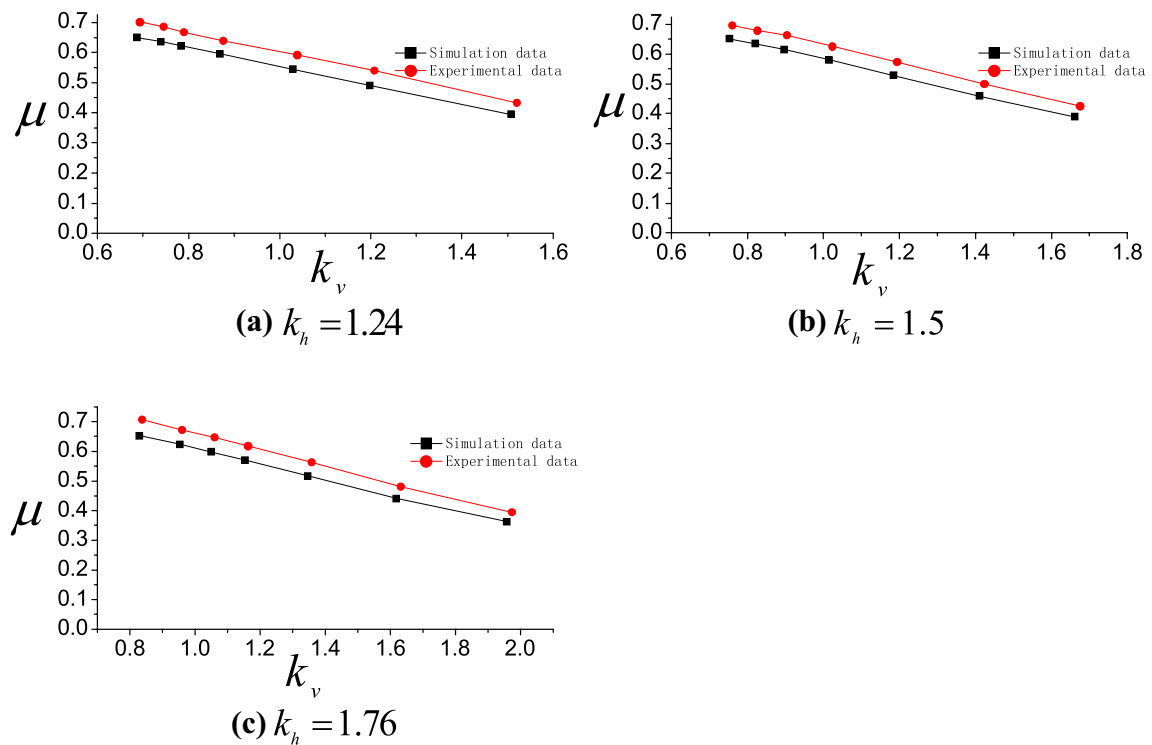 0.7
0.6
0.5
0.4
0.3
0.2
0.1
0.0
μ
Simulation data
Experimental data
0.6 0.8 1.0 1.2 1.4 1.6
k_v
(a) k_h = 1.24
0.7
0.6
0.5
0.4
0.3
0.2
0.1
0.0
μ
Simulation data
Experimental data
0.6 0.8 1.0 1.2 1.4 1.6 1.8
k_v
(b) k_h = 1.5
0.7
0.6
0.5
0.4
0.3
0.2
0.1
0.0
μ
Simulation data
Experimental data
0.8 1.0 1.2 1.4 1.6 1.8 2.0
k_v
(c) k_h = 1.76